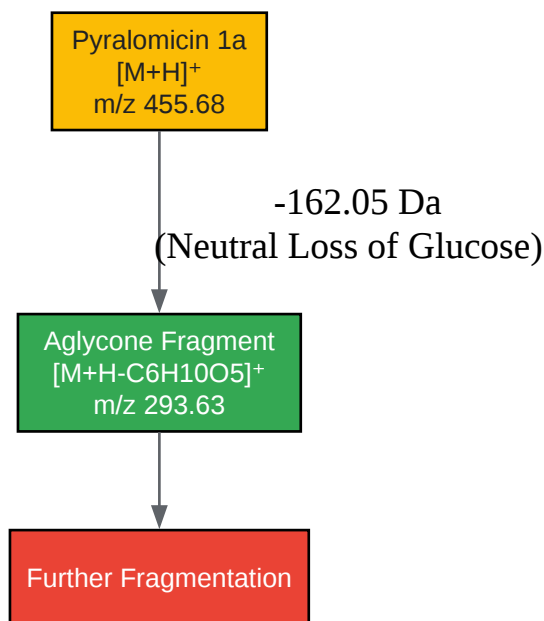 Pyralomicin 1a
[M+H]⁺
m/z 455.68
-162.05 Da
(Neutral Loss of Glucose)
Aglycone Fragment
[M+H-C6H10O5]⁺
m/z 293.63
Further Fragmentation